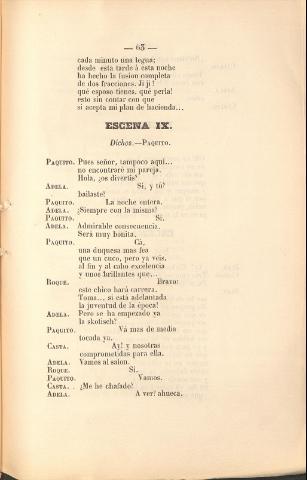 — 63 —
cada minuto una legua;
desde esta tarde á esta noche
ha hecho la fusion completa
de dos fracciones. Ji ji!
qué esposo tienes, qué perla!
esto sin contar con que
si acepta mi plan de hacienda...
ESCENA IX.
Dichos.—PAQUITO.
PAQUITO. Pues señor, tampoco aquí...
no encontraré mi pareja.
Hola, ¿os divertís?
ADELA. Sí, y tú?
bailaste?
PAQUITO. La noche entera.
ADELA. ¿Siempre con la misma?
PAQUITO. Sí.
ADELA. Admirable consecuencia.
Será muy bonita.
PAQUITO. Cá,
una duquesa mas fea
que un cuco, pero ya veis,
al fin y al cabo excelencia
y unos brillantes que...
ROQUE. Bravo!
esto chico hará carrera.
Toma... si está adelantada
la juventud de la época!
ADELA. Pero se ha empezado ya
la skotisch?
PAQUITO. Vá mas de media
tocada ya.
CASTA. Ay! y nosotras
comprometidas para ella.
ADELA. Vamos al salon.
ROQUE. Sí.
PAQUITO. Vamos.
CASTA. . ¿Me he chafado?
ADELA. A ver! ahueca.